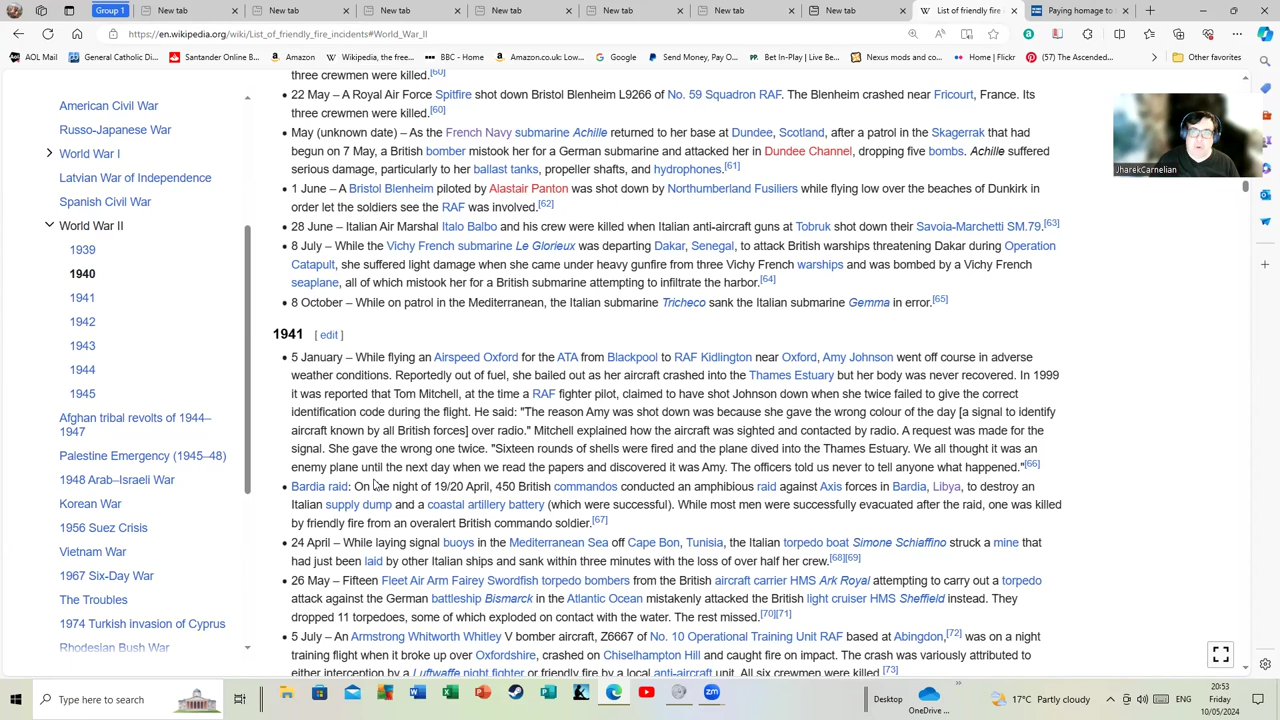 Group 1
New tab
New tab
New tab
New tab
List of friendly fire
Paying homage to
https://en.wikipedia.org/wiki/List_of_friendly_fire_incidents#World_War_II
AOL Mail
General Catholic Di...
Santander Online B...
Amazon
Wikipedia, the free...
BBC - Home
Amazon.co.uk: Low...
Google
Send Money, Pay O...
Bet In-Play | Live Be...
Nexus mods and co...
Home | Flickr
(57) The Ascended...
Other favorites
American Civil War
Russo-Japanese War
World War I
Latvian War of Independence
Spanish Civil War
World War II
1939
1940
1941
1942
1943
1944
1945
Afghan tribal revolts of 1944–
1947
Palestine Emergency (1945–48)
1948 Arab–Israeli War
Korean War
1956 Suez Crisis
Vietnam War
1967 Six-Day War
The Troubles
1974 Turkish invasion of Cyprus
Rhodesian Bush War
three crewmen were killed.[60]
22 May – A Royal Air Force Spitfire shot down Bristol Blenheim L9266 of No. 59 Squadron RAF. The Blenheim crashed near Fricourt, France. Its
three crewmen were killed.[60]
May (unknown date) – As the French Navy submarine Achille returned to her base at Dundee, Scotland, after a patrol in the Skagerrak that had
begun on 7 May, a British bomber mistook her for a German submarine and attacked her in Dundee Channel, dropping five bombs. Achille suffered
serious damage, particularly to her ballast tanks, propeller shafts, and hydrophones.[61]
1 June – A Bristol Blenheim piloted by Alastair Panton was shot down by Northumberland Fusiliers while flying low over the beaches of Dunkirk in
order let the soldiers see the RAF was involved.[62]
28 June – Italian Air Marshal Italo Balbo and his crew were killed when Italian anti-aircraft guns at Tobruk shot down their Savoia-Marchetti SM.79.[63]
8 July – While the Vichy French submarine Le Glorieux was departing Dakar, Senegal, to attack British warships threatening Dakar during Operation
Catapult, she suffered light damage when she came under heavy gunfire from three Vichy French warships and was bombed by a Vichy French
seaplane, all of which mistook her for a British submarine attempting to infiltrate the harbor.[64]
8 October – While on patrol in the Mediterranean, the Italian submarine Tricheco sank the Italian submarine Gemma in error.[65]
1941 [ edit ]
5 January – While flying an Airspeed Oxford for the ATA from Blackpool to RAF Kidlington near Oxford, Amy Johnson went off course in adverse
weather conditions. Reportedly out of fuel, she bailed out as her aircraft crashed into the Thames Estuary but her body was never recovered. In 1999
it was reported that Tom Mitchell, at the time a RAF fighter pilot, claimed to have shot Johnson down when she twice failed to give the correct
identification code during the flight. He said: "The reason Amy was shot down was because she gave the wrong colour of the day [a signal to identify
aircraft known by all British forces] over radio." Mitchell explained how the aircraft was sighted and contacted by radio. A request was made for the
signal. She gave the wrong one twice. "Sixteen rounds of shells were fired and the plane dived into the Thames Estuary. We all thought it was an
enemy plane until the next day when we read the papers and discovered it was Amy. The officers told us never to tell anyone what happened."[66]
Bardia raid: On the night of 19/20 April, 450 British commandos conducted an amphibious raid against Axis forces in Bardia, Libya, to destroy an
Italian supply dump and a coastal artillery battery (which were successful). While most men were successfully evacuated after the raid, one was killed
by friendly fire from an overalert British commando soldier.[67]
24 April – While laying signal buoys in the Mediterranean Sea off Cape Bon, Tunisia, the Italian torpedo boat Simone Schiaffino struck a mine that
had just been laid by other Italian ships and sank within three minutes with the loss of over half her crew.[68][69]
26 May – Fifteen Fleet Air Arm Fairey Swordfish torpedo bombers from the British aircraft carrier HMS Ark Royal attempting to carry out a torpedo
attack against the German battleship Bismarck in the Atlantic Ocean mistakenly attacked the British light cruiser HMS Sheffield instead. They
dropped 11 torpedoes, some of which exploded on contact with the water. The rest missed.[70][71]
5 July – An Armstrong Whitworth Whitley V bomber aircraft, Z6667 of No. 10 Operational Training Unit RAF based at Abingdon,[72] was on a night
training flight when it broke up over Oxfordshire, crashed on Chiselhampton Hill and caught fire on impact. The crash was variously attributed to
either interception by a Luftwaffe night fighter or friendly fire by a local anti-aircraft unit. All six crewmen were killed.[73]
JharekCarnelian
Type here to search
Desktop
OneDrive ...
17°C Partly cloudy
ENG
20:53
Friday
10/05/2024